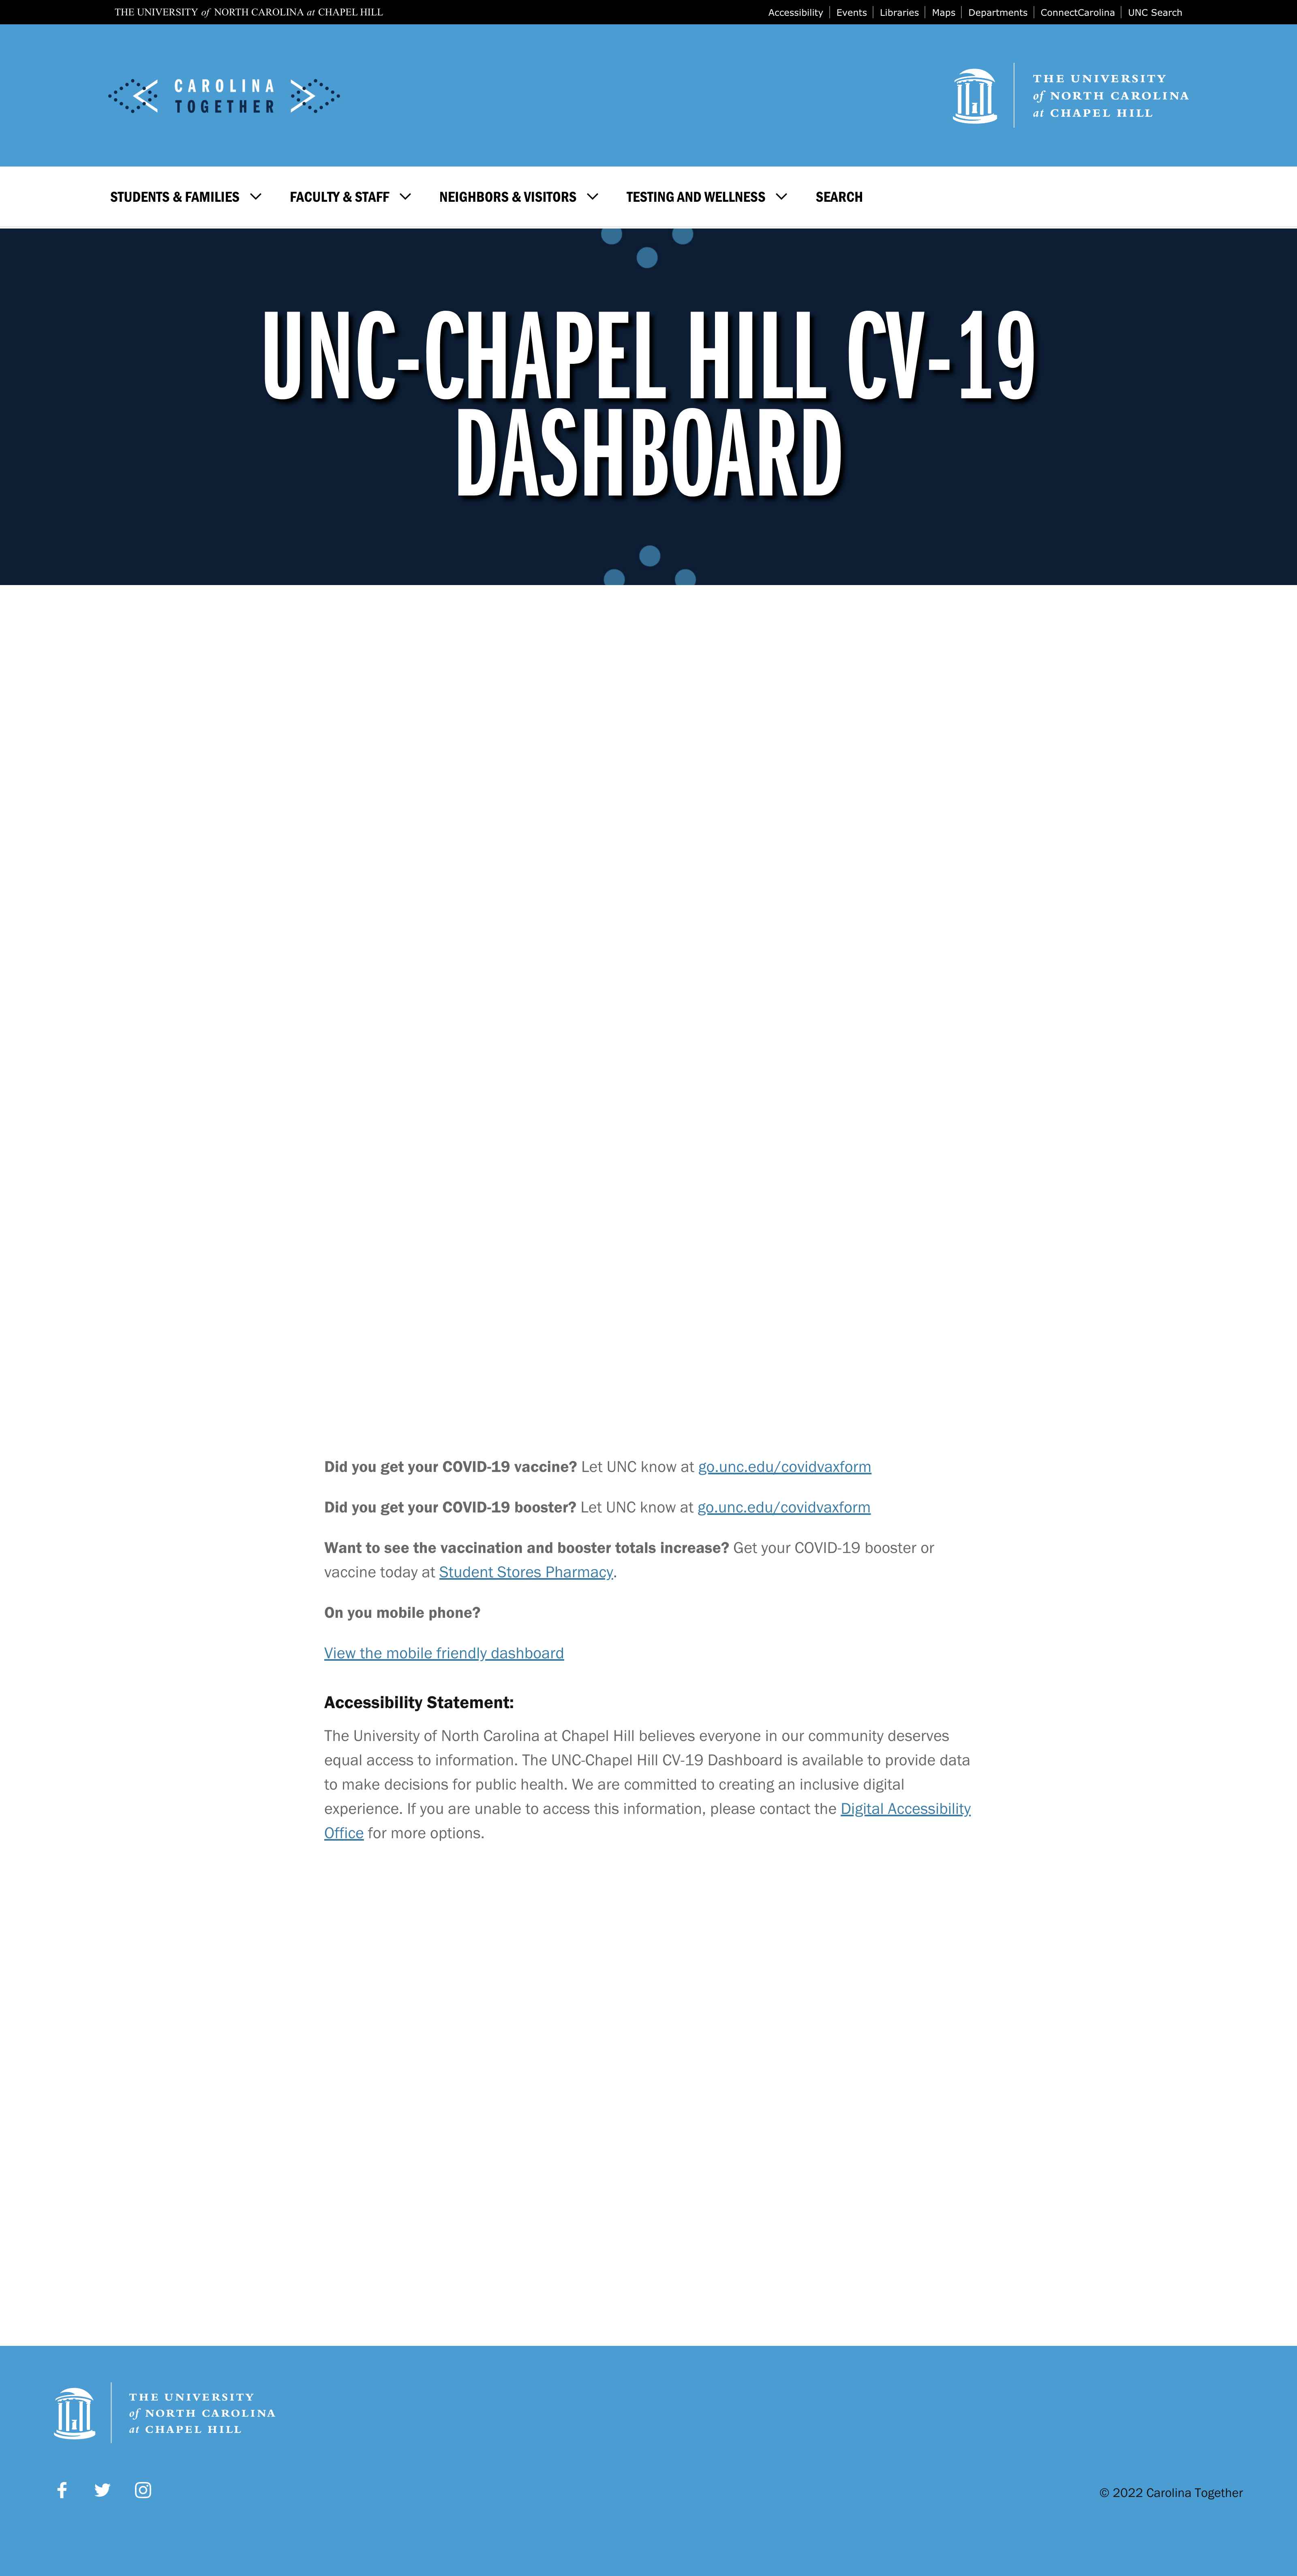 THE UNIVERSITY of NORTH CAROLINA at CHAPEL HILL
Accessibility Events Libraries Maps Departments ConnectCarolina UNC Search
CAROLINA
TOGETHER
THE UNIVERSITY
of NORTH CAROLINA
at CHAPEL HILL
STUDENTS & FAMILIES FACULTY & STAFF NEIGHBORS & VISITORS TESTING AND WELLNESS SEARCH
UNC-CHAPEL HILL CV-19
DASHBOARD
Did you get your COVID-19 vaccine? Let UNC know at go.unc.edu/covidvaxform
Did you get your COVID-19 booster? Let UNC know at go.unc.edu/covidvaxform
Want to see the vaccination and booster totals increase? Get your COVID-19 booster or
vaccine today at Student Stores Pharmacy.
On you mobile phone?
View the mobile friendly dashboard
Accessibility Statement:
The University of North Carolina at Chapel Hill believes everyone in our community deserves
equal access to information. The UNC-Chapel Hill CV-19 Dashboard is available to provide data
to make decisions for public health. We are committed to creating an inclusive digital
experience. If you are unable to access this information, please contact the Digital Accessibility
Office for more options.
THE UNIVERSITY
of NORTH CAROLINA
at CHAPEL HILL
© 2022 Carolina Together